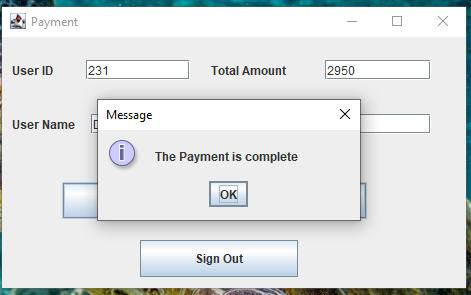 Payment
User ID 231 Total Amount 2950
Message
User Name
The Payment is complete
OK
Sign Out